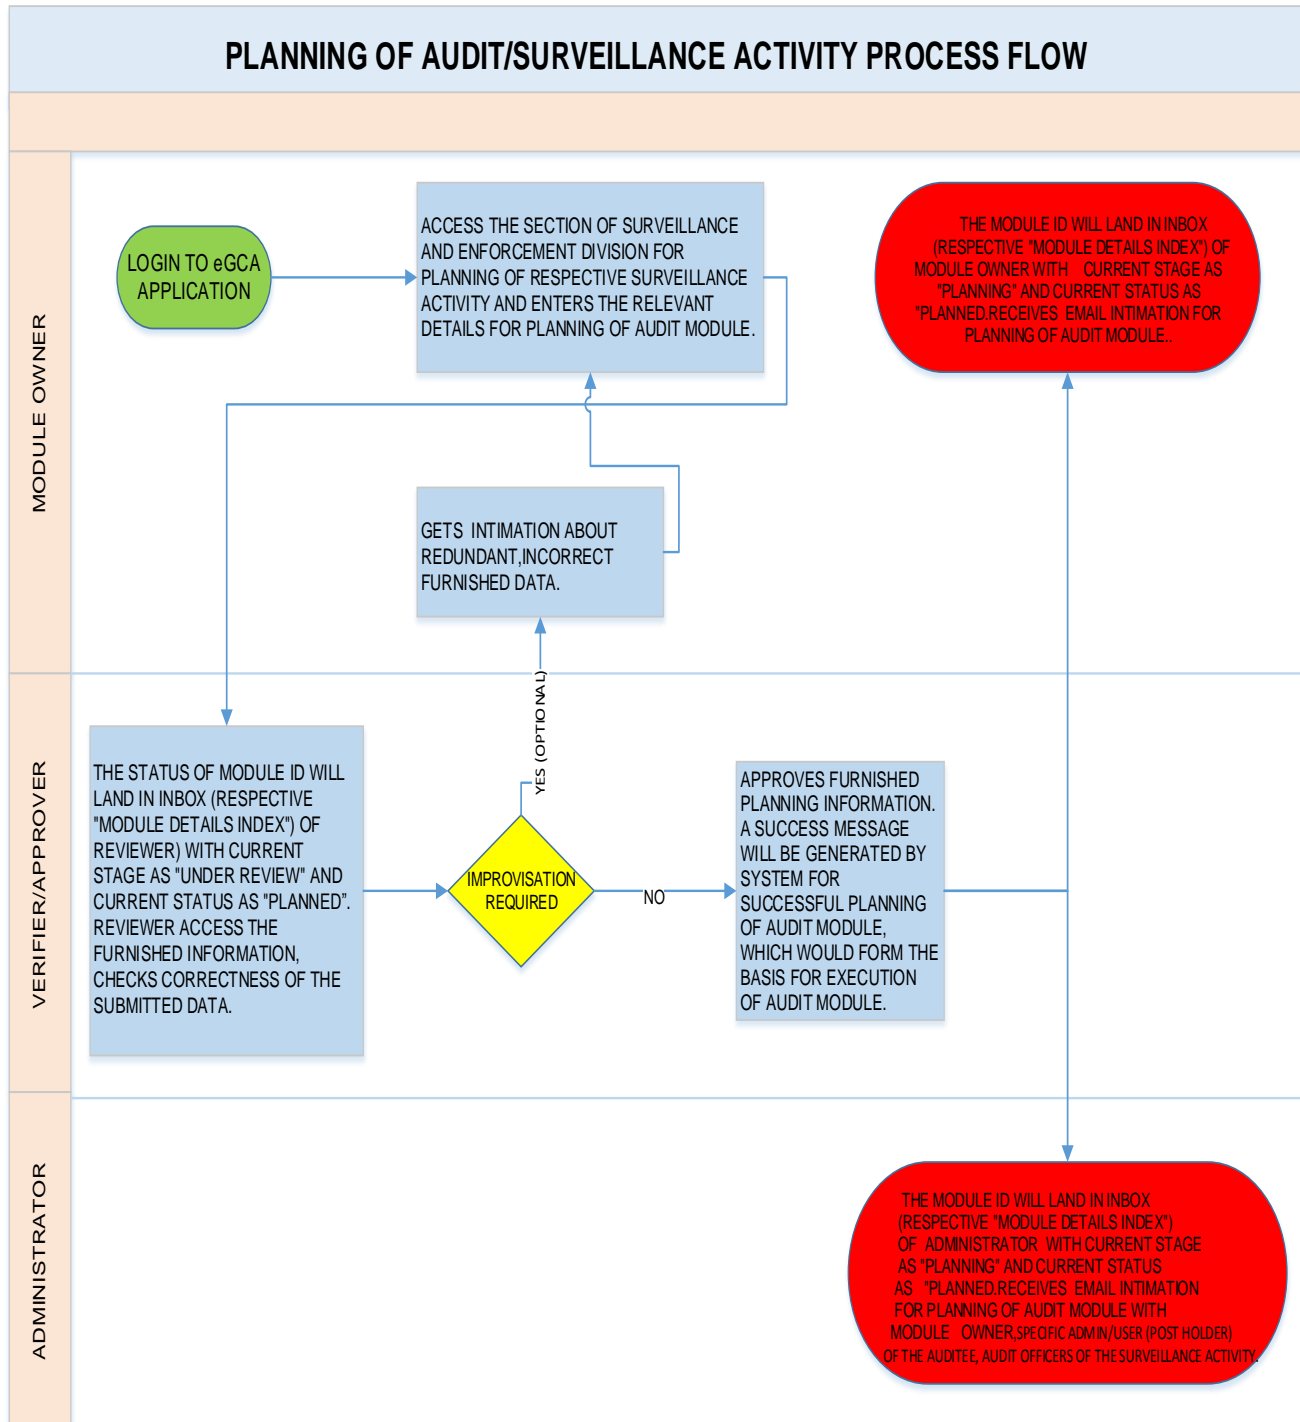 PLANNING OF AUDIT/SURVEILLANCE ACTIVITY PROCESS FLOW
MODULE OWNER
LOGIN TO eGCA
APPLICATION
ACCESS THE SECTION OF SURVEILLANCE
AND ENFORCEMENT DIVISION FOR
PLANNING OF RESPECTIVE SURVEILLANCE
ACTIVITY AND ENTERS THE RELEVANT
DETAILS FOR PLANNING OF AUDIT MODULE.
THE MODULE ID WILL LAND IN INBOX
(RESPECTIVE "MODULE DETAILS INDEX") OF
MODULE OWNER WITH CURRENT STAGE AS
"PLANNING" AND CURRENT STATUS AS
"PLANNED.RECEIVES EMAIL INTIMATION FOR
PLANNING OF AUDIT MODULE..
GETS INTIMATION ABOUT
REDUNDANT,INCORRECT
FURNISHED DATA.
YES (OPTIONAL)
VERIFIER/APPROVER
THE STATUS OF MODULE ID WILL
LAND IN INBOX (RESPECTIVE
"MODULE DETAILS INDEX") OF
REVIEWER) WITH CURRENT
STAGE AS "UNDER REVIEW" AND
CURRENT STATUS AS "PLANNED”.
REVIEWER ACCESS THE
FURNISHED INFORMATION,
CHECKS CORRECTNESS OF THE
SUBMITTED DATA.
IMPROVISATION
REQUIRED
NO
APPROVES FURNISHED
PLANNING INFORMATION.
A SUCCESS MESSAGE
WILL BE GENERATED BY
SYSTEM FOR
SUCCESSFUL PLANNING
OF AUDIT MODULE,
WHICH WOULD FORM THE
BASIS FOR EXECUTION
OF AUDIT MODULE.
ADMINISTRATOR
THE MODULE ID WILL LAND IN INBOX
(RESPECTIVE "MODULE DETAILS INDEX")
OF ADMINISTRATOR WITH CURRENT STAGE
AS "PLANNING" AND CURRENT STATUS
AS "PLANNED.RECEIVES EMAIL INTIMATION
FOR PLANNING OF AUDIT MODULE WITH
MODULE OWNER,SPECIFIC ADMIN/USER (POST HOLDER)
OF THE AUDITEE, AUDIT OFFICERS OF THE SURVEILLANCE ACTIVITY.